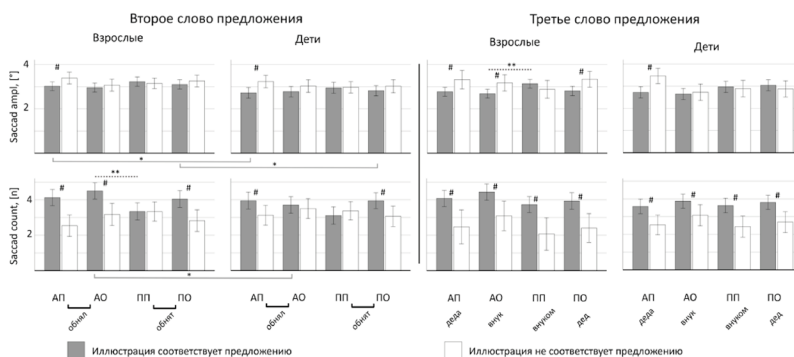 Второе слово предложения
Третье слово предложения
Взрослые
Дети
Взрослые
Дети
Saccad ampl, [°]
4
2
# # # # # **
* *
Saccad count, [n]
4
2
# # ** # # # # # # # # # # #
*
АП АО ПП ПО АП АО ПП ПО АП АО ПП ПО АП АО ПП ПО
обнял обнят обнял обнят деда внук внуком дед деда внук внуком дед
Иллюстрация соответствует предложению
Иллюстрация не соответствует предложению